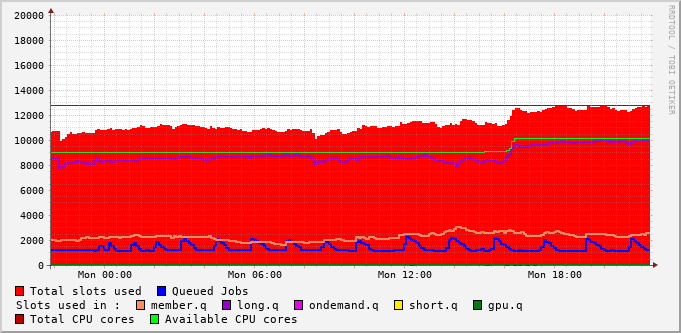 20000
18000
16000
14000
12000
10000
8000
6000
4000
2000
0
Mon 00:00 Mon 06:00 Mon 12:00 Mon 18:00
RRDTOOL / TOBI OETIKER
Total slots used Queued Jobs
Slots used in : member.q long.q ondemand.q short.q gpu.q
Total CPU cores Available CPU cores